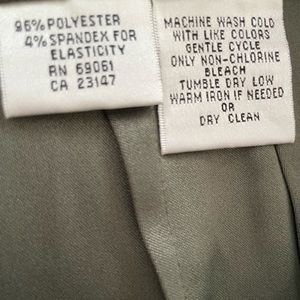 96% POLYESTER
4% SPANDEX FOR
ELASTICITY
RN 69061
CA 23147
MACHINE WASH COLD
WITH LIKE COLORS
GENTLE CYCLE
ONLY NON-CHLORINE
BLEACH
TUMBLE DRY LOW
WARM IRON IF NEEDED
OR
DRY CLEAN